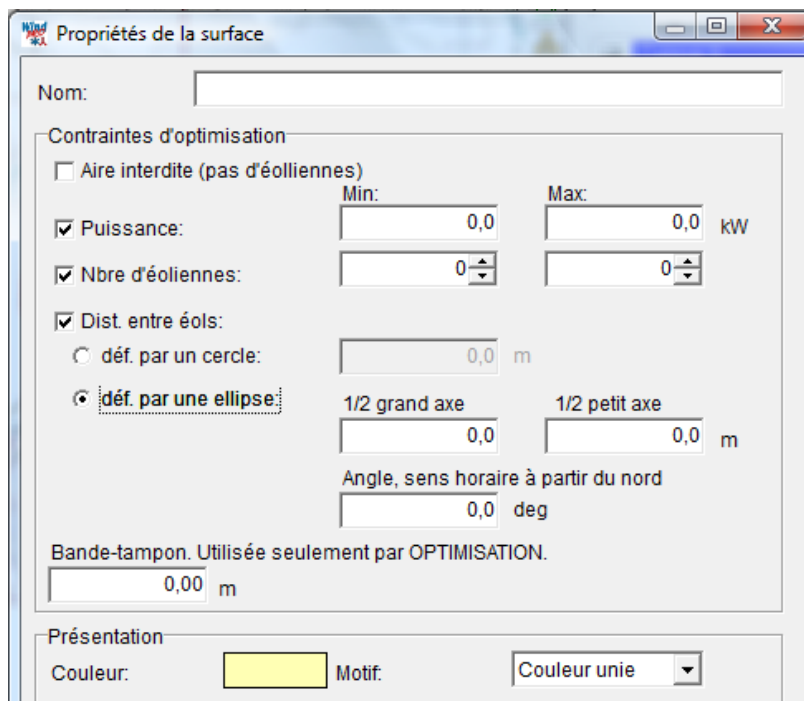 Propriétés de la surface
Nom:
Contraintes d'optimisation
Aire interdite (pas d'éolliennes)
Min: Max:
Puissance: 0,0 0,0 kW
Nbre d'éoliennes: 0 0
Dist. entre éols:
déf. par un cercle: 0,0 m
déf. par une ellipse: 1/2 grand axe 1/2 petit axe
0,0 0,0 m
Angle, sens horaire à partir du nord
0,0 deg
Bande-tampon. Utilisée seulement par OPTIMISATION.
0,00 m
Présentation
Couleur: Motif: Couleur unie